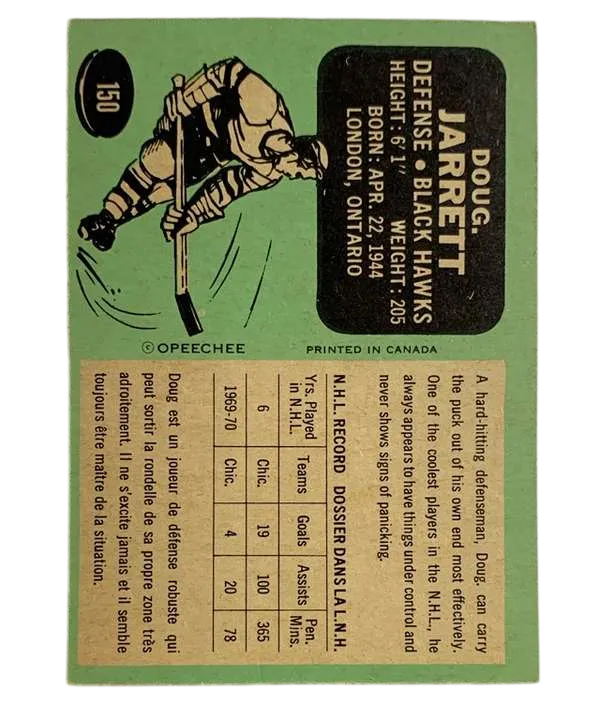 DOUG.
JARRETT
DEFENSE • BLACK HAWKS
HEIGHT: 6' 1" WEIGHT: 205
BORN: APR. 22, 1944
LONDON, ONTARIO
150
© OPEECHEE PRINTED IN CANADA
A hard-hitting defenseman, Doug. can carry
the puck out of his own end most effectively.
One of the coolest players in the N.H.L., he
always appears to have things under control and
never shows signs of panicking.
N.H.L. RECORD DOSSIER DANS LA L.N.H.
Yrs. Played in N.H.L. Teams Goals Assists Pen. Mins.
6 Chic. 19 100 365
1969-70 Chic. 4 20 78
Doug est un joueur de défense robuste qui
peut sortir la rondelle de sa propre zone très
adroitement. Il ne s'excite jamais et il semble
toujours être maître de la situation.